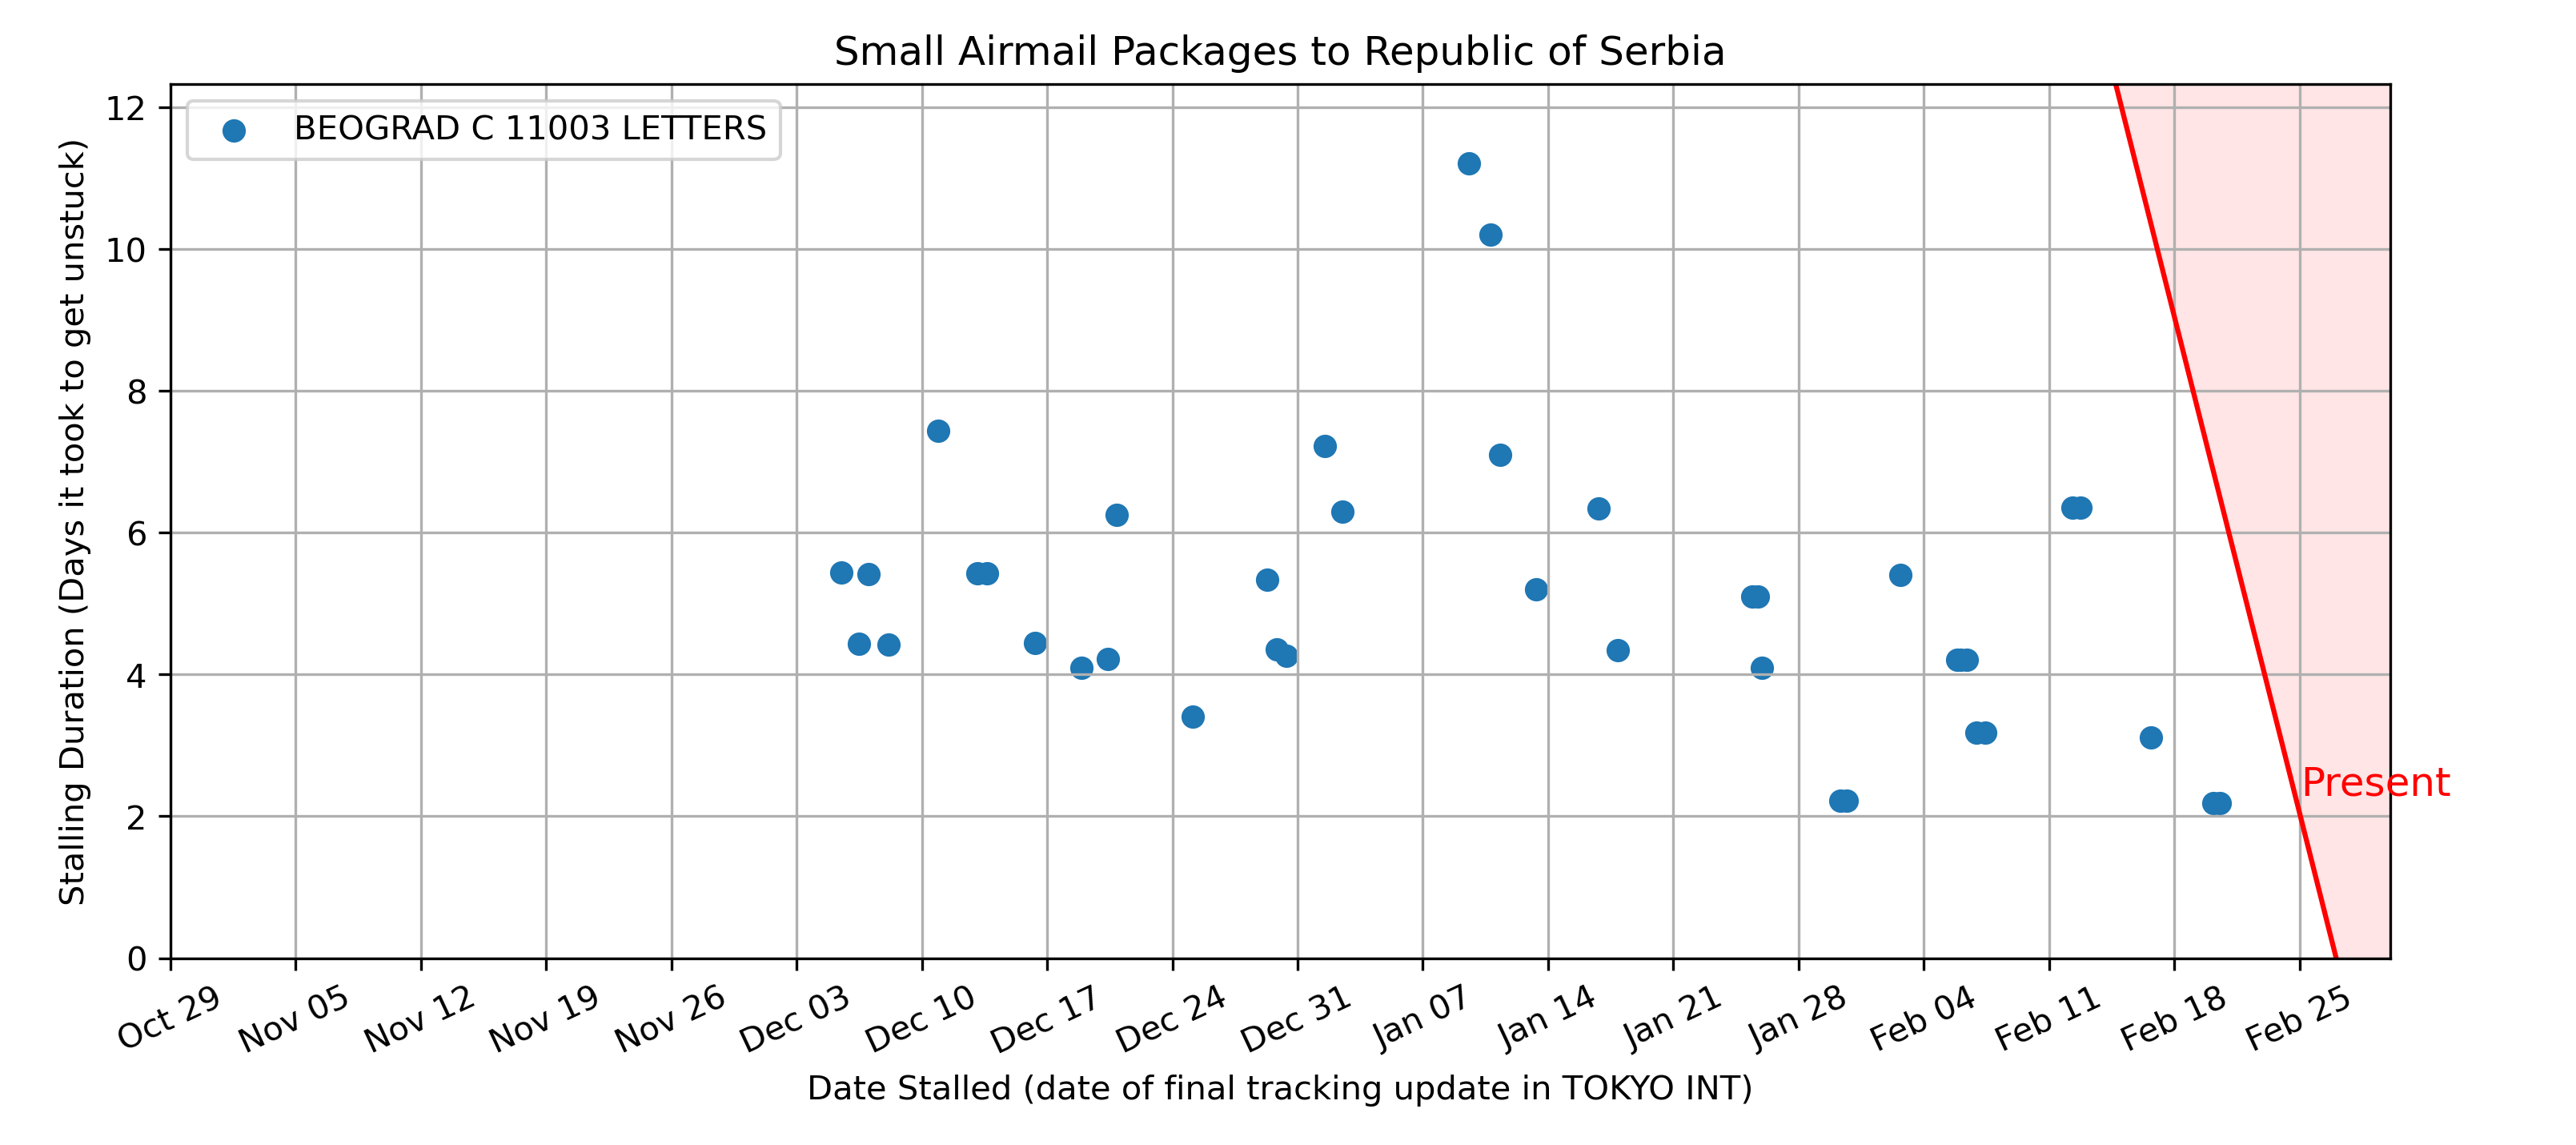 Small Airmail Packages to Republic of Serbia
BEOGRAD C 11003 LETTERS
Stalling Duration (Days it took to get unstuck)
12
10
8
6
4
2
0
Present
Oct 29
Nov 05
Nov 12
Nov 19
Nov 26
Dec 03
Dec 10
Dec 17
Dec 24
Dec 31
Jan 07
Jan 14
Jan 21
Jan 28
Feb 04
Feb 11
Feb 18
Feb 25
Date Stalled (date of final tracking update in TOKYO INT)